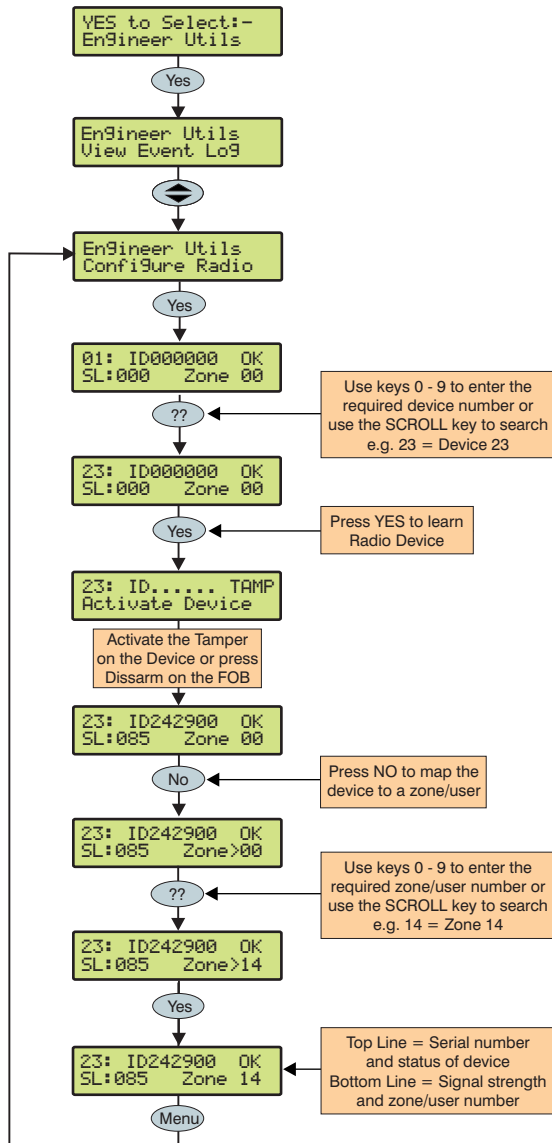 YES to Select:-
Engineer Utils
Yes
Engineer Utils
View Event Log
Engineer Utils
Configure Radio
Yes
01: ID000000 OK
SL:000 Zone 00
??
Use keys 0 - 9 to enter the
required device number or
use the SCROLL key to search
e.g. 23 = Device 23
23: ID000000 OK
SL:000 Zone 00
Yes
Press YES to learn
Radio Device
23: ID...... TAMP
Activate Device
Activate the Tamper
on the Device or press
Dissarm on the FOB
23: ID242900 OK
SL:085 Zone 00
No
Press NO to map the
device to a zone/user
23: ID242900 OK
SL:085 Zone>00
??
Use keys 0 - 9 to enter the
required zone/user number or
use the SCROLL key to search
e.g. 14 = Zone 14
23: ID242900 OK
SL:085 Zone>14
Yes
23: ID242900 OK
SL:085 Zone 14
Top Line = Serial number
and status of device
Bottom Line = Signal strength
and zone/user number
Menu